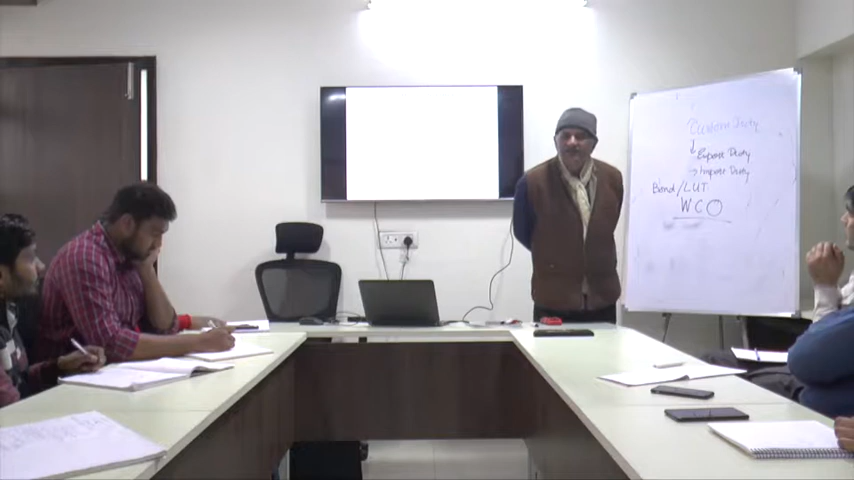 Custom Duty
↓
Export Duty
→ Import Duty
Bond/LUT
WCO